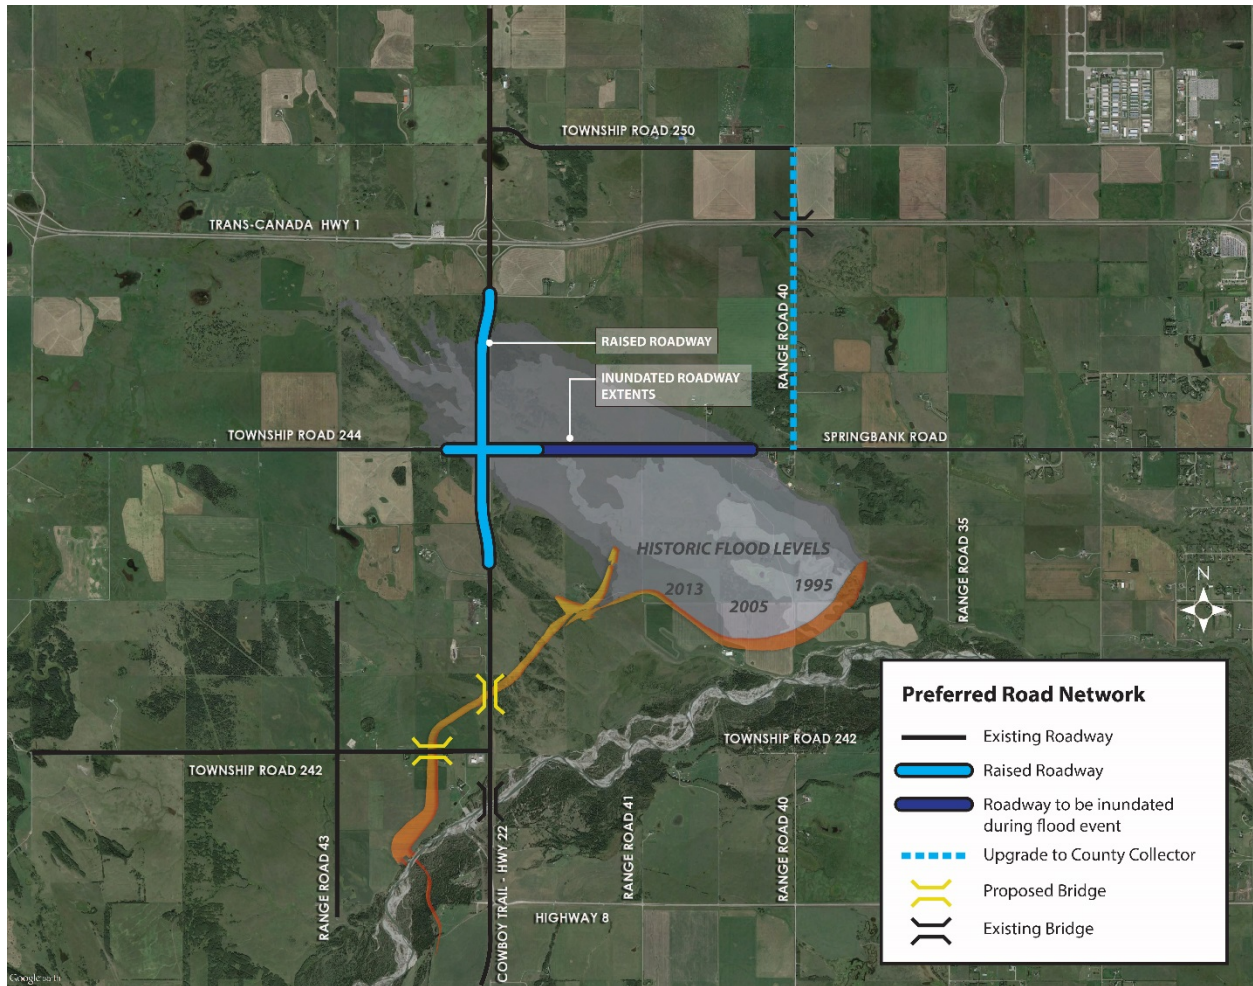 TOWNSHIP ROAD 250
TRANS-CANADA HWY 1
RANGE ROAD 40
RAISED ROADWAY
INUNDATED ROADWAY
EXTENTS
TOWNSHIP ROAD 244
SPRINGBANK ROAD
HISTORIC FLOOD LEVELS
2013
2005
1995
RANGE ROAD 35
N
TOWNSHIP ROAD 242
TOWNSHIP ROAD 242
RANGE ROAD 43
COWBOY TRAIL - HWY 22
RANGE ROAD 41
RANGE ROAD 40
HIGHWAY 8
Preferred Road Network
Existing Roadway
Raised Roadway
Roadway to be inundated
during flood event
Upgrade to County Collector
Proposed Bridge
Existing Bridge
Google earth